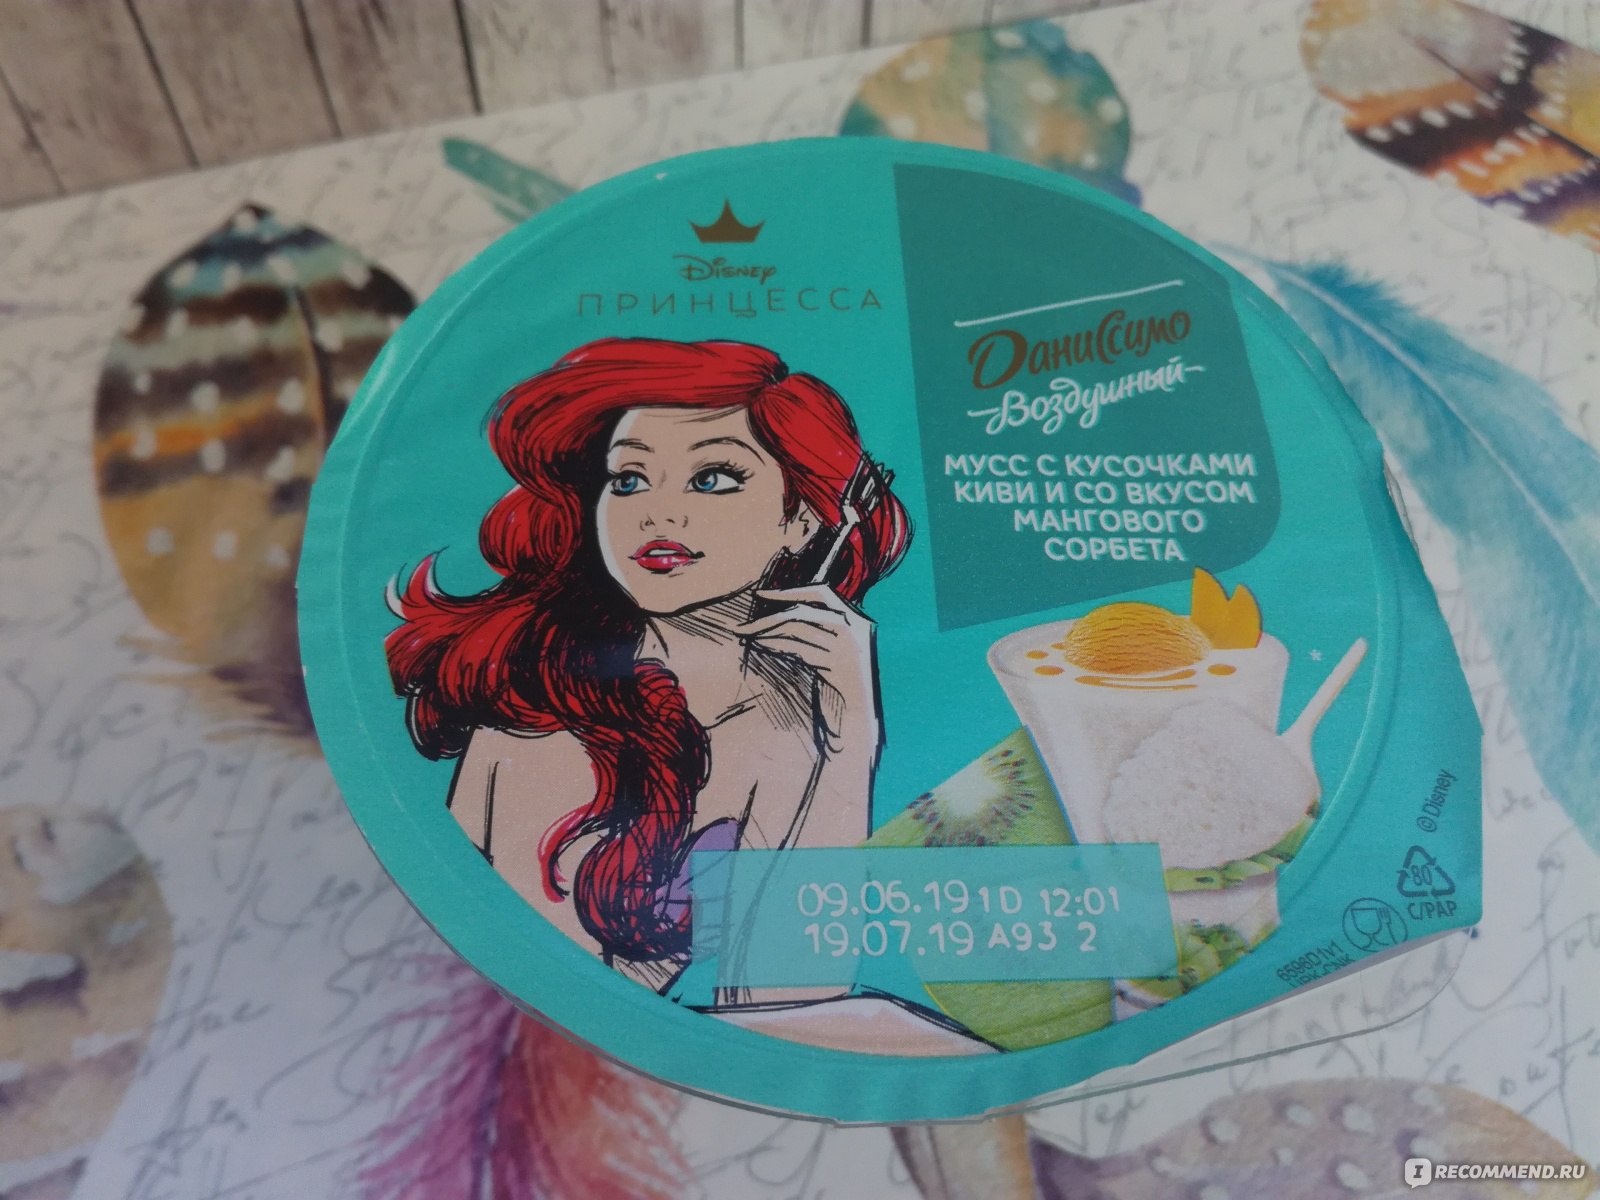 Disney
ПРИНЦЕССА
ДаниССимо
Воздушный
МУСС С КУСОЧКАМИ
КИВИ И СО ВКУСОМ
МАНГОВОГО
СОРБЕТА
*
©Disney
80
C/PAP
09.06.19 1D 12:01
19.07.19 A93 2
I RECOMMEND.RU